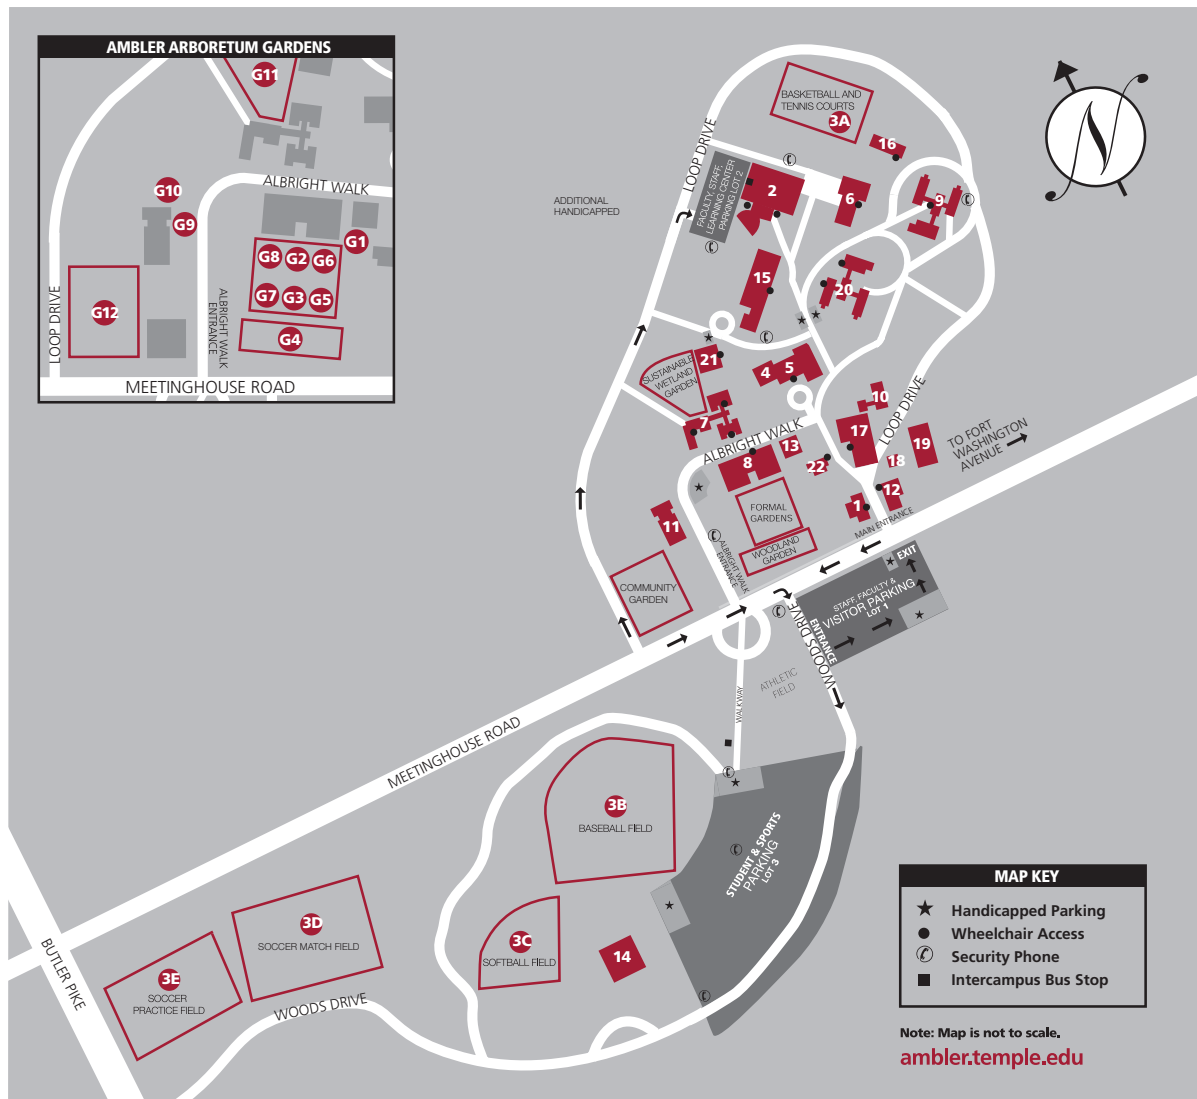 AMBLER ARBORETUM GARDENS
G11
G10
G9
ALBRIGHT WALK
G1
G8 G2 G6
G7 G3 G5
G4
G12
LOOP DRIVE
ALBRIGHT WALK
ENTRANCE
MEETINGHOUSE ROAD
BASKETBALL AND
TENNIS COURTS
3A
16
LOOP DRIVE
FACULTY, STAFF,
LEARNING CENTER
PARKING LOT 2
2
6
9
ADDITIONAL
HANDICAPPED
15
20
21
SUSTAINABLE
WETLAND
GARDEN
4
5
7
10
LOOP DRIVE
ALBRIGHT WALK
17
19
TO FORT
WASHINGTON
AVENUE
13
8
22
18
12
1
MAIN ENTRANCE
FORMAL
GARDENS
WOODLAND
GARDEN
11
ALBRIGHT WALK
ENTRANCE
COMMUNITY
GARDEN
EXIT
STAFF, FACULTY &
VISITOR PARKING
LOT 1
ENTRANCE
WOODS DRIVE
ATHLETIC
FIELD
WALKWAY
MEETINGHOUSE ROAD
3B
BASEBALL FIELD
STUDENT & SPORTS
PARKING
LOT 3
3C
SOFTBALL FIELD
14
3D
SOCCER MATCH FIELD
3E
SOCCER
PRACTICE FIELD
WOODS DRIVE
BUTLER PIKE
N
MAP KEY
Handicapped Parking
Wheelchair Access
Security Phone
Intercampus Bus Stop
Note: Map is not to scale.
ambler.temple.edu